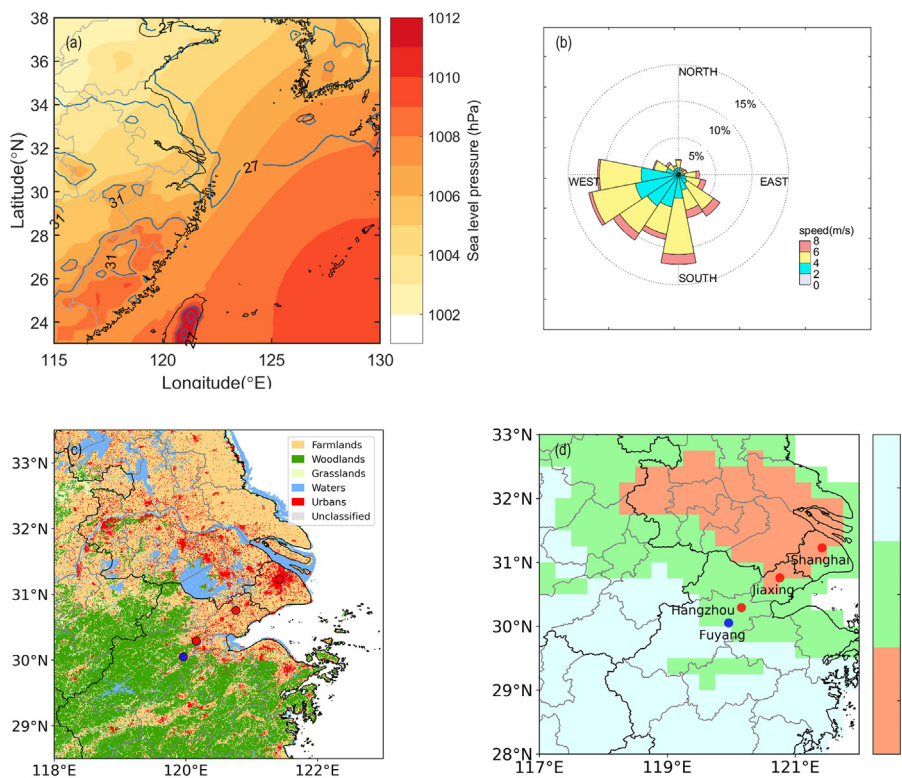 (a)
38
36
34
32
30
28
26
24
115
120
125
130
Latitude(°N)
Longitude(°E)
27
27
31
31
31
27
1012
1010
1008
1006
1004
1002
Sea level pressure (hPa)
(b)
NORTH
15%
10%
5%
WEST
EAST
SOUTH
speed(m/s)
8
6
4
2
0
(c)
33°N
32°N
31°N
30°N
29°N
118°E
120°E
122°E
Farmlands
Woodlands
Grasslands
Waters
Urbans
Unclassified
(d)
33°N
32°N
31°N
30°N
29°N
28°N
117°E
119°E
121°E
Shanghai
Jiaxing
Hangzhou
Fuyang